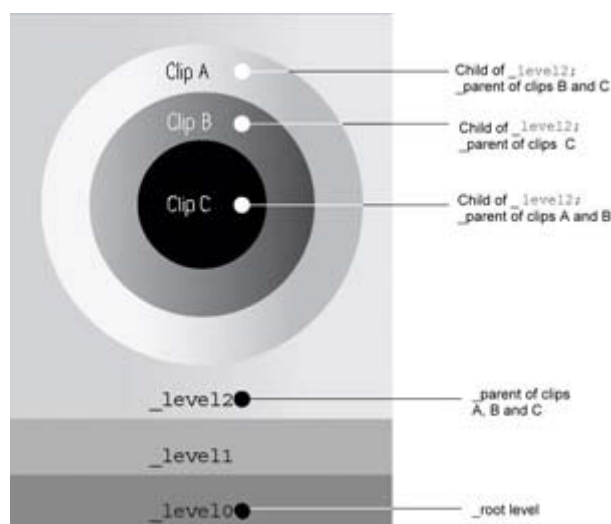 Clip A
Child of _level2;
_parent of clips B and C
Clip B
Child of _level2;
_parent of clips C
Clip C
Child of _level2;
_parent of clips A and B
_level2
_parent of clips
A, B and C
_level1
_level0
_root level